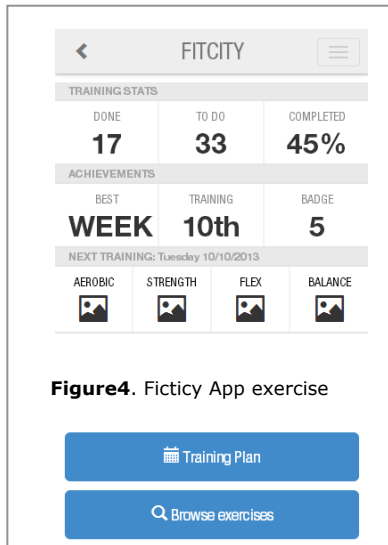 FITCITY
TRAINING STATS
DONE TO DO COMPLETED
17 33 45%
ACHIEVEMENTS
BEST TRAINING BADGE
WEEK 10th 5
NEXT TRAINING: Tuesday 10/10/2013
AEROBIC STRENGTH FLEX BALANCE
Figure4. Ficticy App exercise
Training Plan
Browse exercises